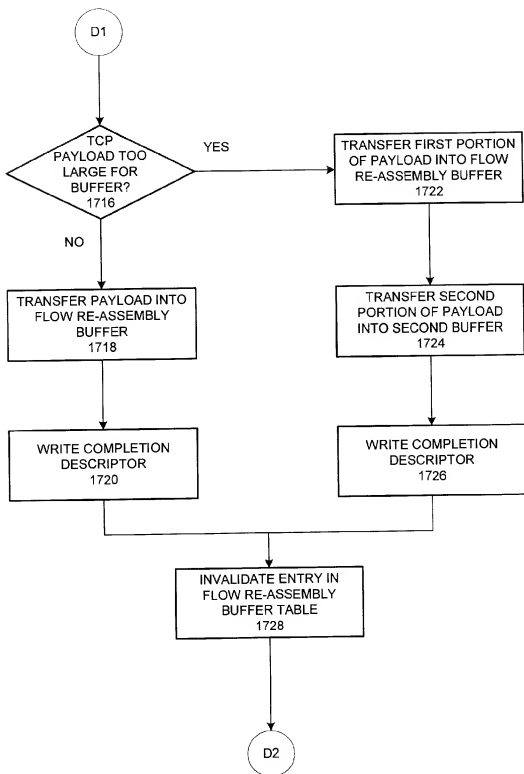 D1
TCP
PAYLOAD TOO
LARGE FOR
BUFFER?
1716
YES
NO
TRANSFER FIRST PORTION
OF PAYLOAD INTO FLOW
RE-ASSEMBLY BUFFER
1722
TRANSFER PAYLOAD INTO
FLOW RE-ASSEMBLY
BUFFER
1718
TRANSFER SECOND
PORTION OF PAYLOAD
INTO SECOND BUFFER
1724
WRITE COMPLETION
DESCRIPTOR
1720
WRITE COMPLETION
DESCRIPTOR
1726
INVALIDATE ENTRY IN
FLOW RE-ASSEMBLY
BUFFER TABLE
1728
D2